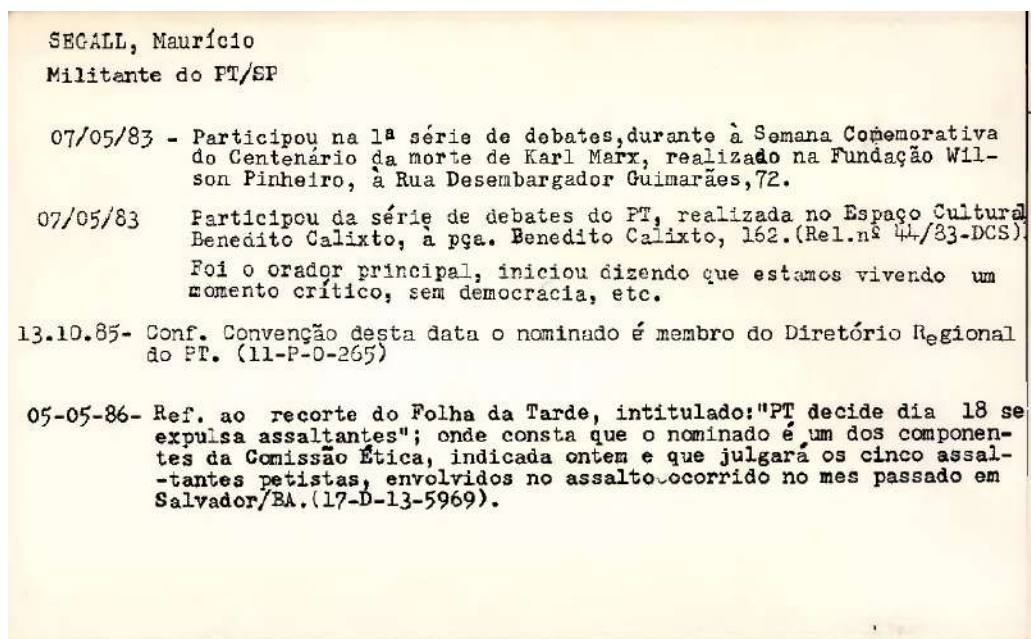 SEGALL, Maurício
Militante do PT/SP
07/05/83 - Participou na 1ª série de debates,durante à Semana Comemorativa
do Centenário da morte de Karl Marx, realizado na Fundação Wil-
son Pinheiro, à Rua Desembargador Guimarães,72.
07/05/83 Participou da série de debates do PT, realizada no Espaço Cultural
Benedito Calixto, à pça. Benedito Calixto, 162.(Rel.nº 44/83-DCS)
Foi o orador principal, iniciou dizendo que estamos vivendo um
momento crítico, sem democracia, etc.
13.10.85- Conf. Convenção desta data o nominado é membro do Diretório Regional
do PT. (11-P-0-265)
05-05-86- Ref. ao recorte do Folha da Tarde, intitulado:"PT decide dia 18 se
expulsa assaltantes"; onde consta que o nominado é um dos componen-
tes da Comissão Ética, indicada ontem e que julgará os cinco assal-
-tantes petistas, envolvidos no assalto ocorrido no mes passado em
Salvador/BA.(17-D-13-5969).